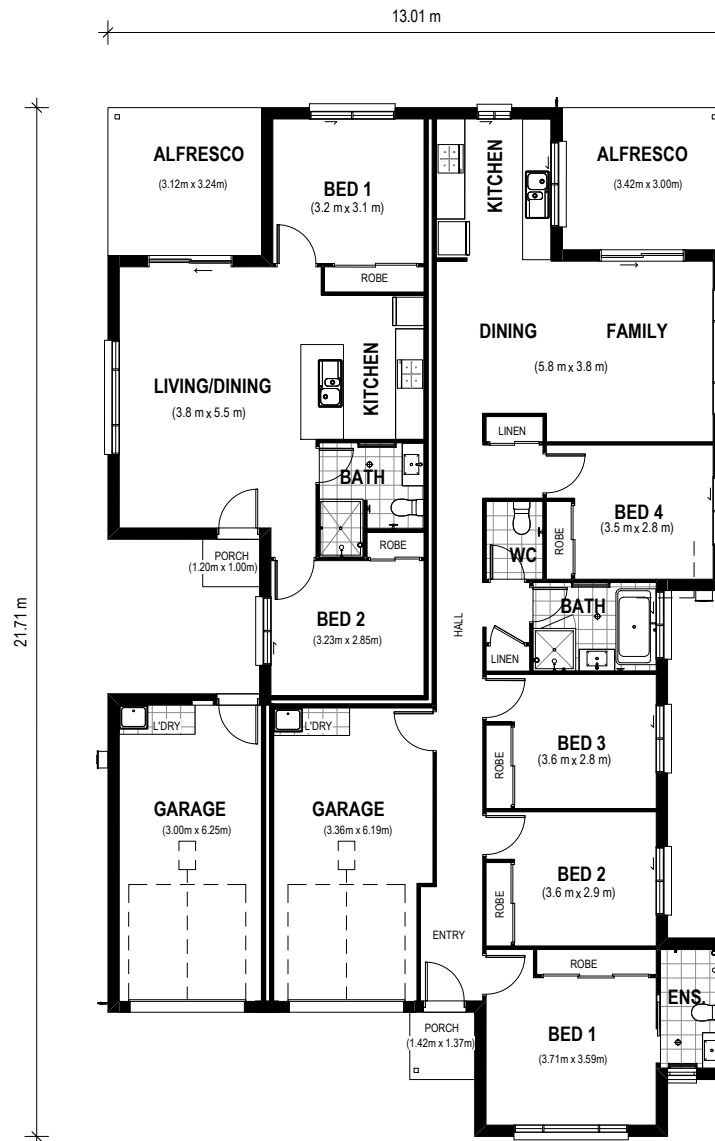 13.01 m
21.71 m
ALFRESCO
(3.12m x 3.24m)
BED 1
(3.2 m x 3.1 m)
ROBE
KITCHEN
ALFRESCO
(3.42m x 3.00m)
DINING
FAMILY
(5.8 m x 3.8 m)
LIVING/DINING
(3.8 m x 5.5 m)
KITCHEN
LINEN
BATH
BED 4
(3.5 m x 2.8 m)
ROBE
WC
ROBE
PORCH
(1.20m x 1.00m)
BED 2
(3.23m x 2.85m)
HALL
BATH
LINEN
L'DRY
L'DRY
BED 3
(3.6 m x 2.8 m)
ROBE
GARAGE
(3.00m x 6.25m)
GARAGE
(3.36m x 6.19m)
BED 2
(3.6 m x 2.9 m)
ROBE
ENTRY
ROBE
ENS.
PORCH
(1.42m x 1.37m)
BED 1
(3.71m x 3.59m)